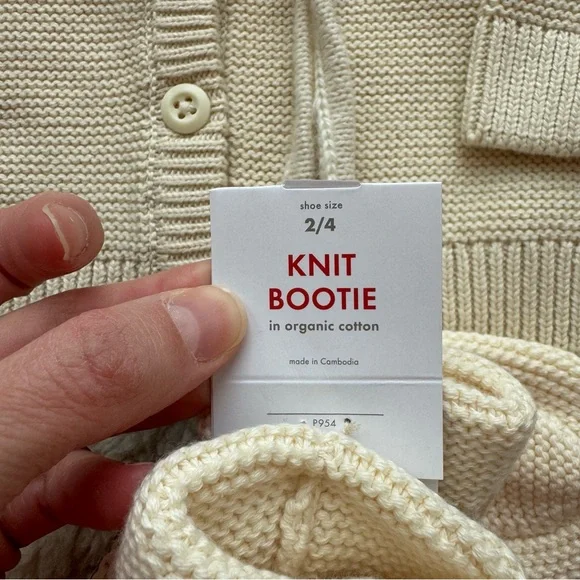 shoe size
2/4
KNIT
BOOTIE
in organic cotton
made in Cambodia
P954